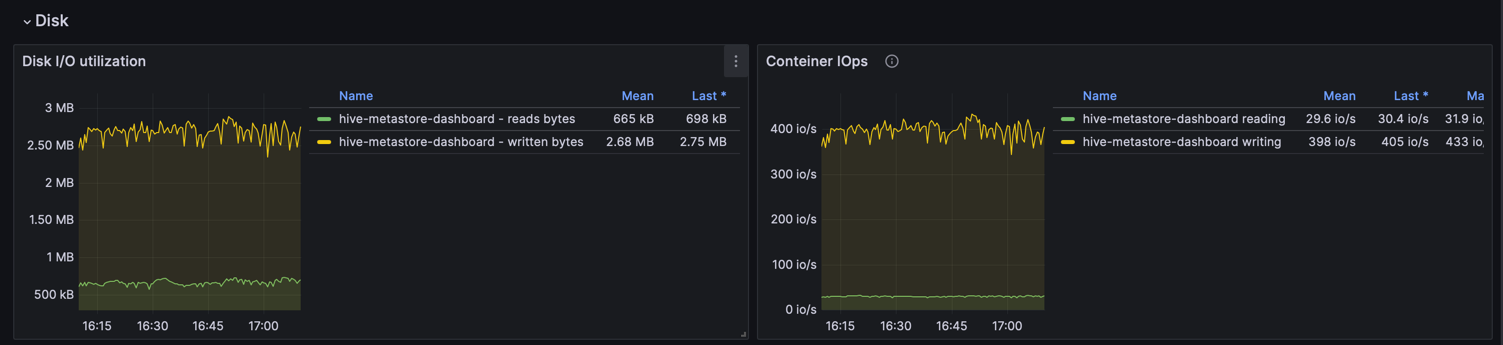 Disk
Disk I/O utilization
3 MB
2.50 MB
2 MB
1.50 MB
1 MB
500 kB
16:15 16:30 16:45 17:00
Name Mean Last *
hive-metastore-dashboard - reads bytes 665 kB 698 kB
hive-metastore-dashboard - written bytes 2.68 MB 2.75 MB
Conteiner IOps
400 io/s
300 io/s
200 io/s
100 io/s
0 io/s
16:15 16:30 16:45 17:00
Name Mean Last * Ma
hive-metastore-dashboard reading 29.6 io/s 30.4 io/s 31.9 io,
hive-metastore-dashboard writing 398 io/s 405 io/s 433 io/